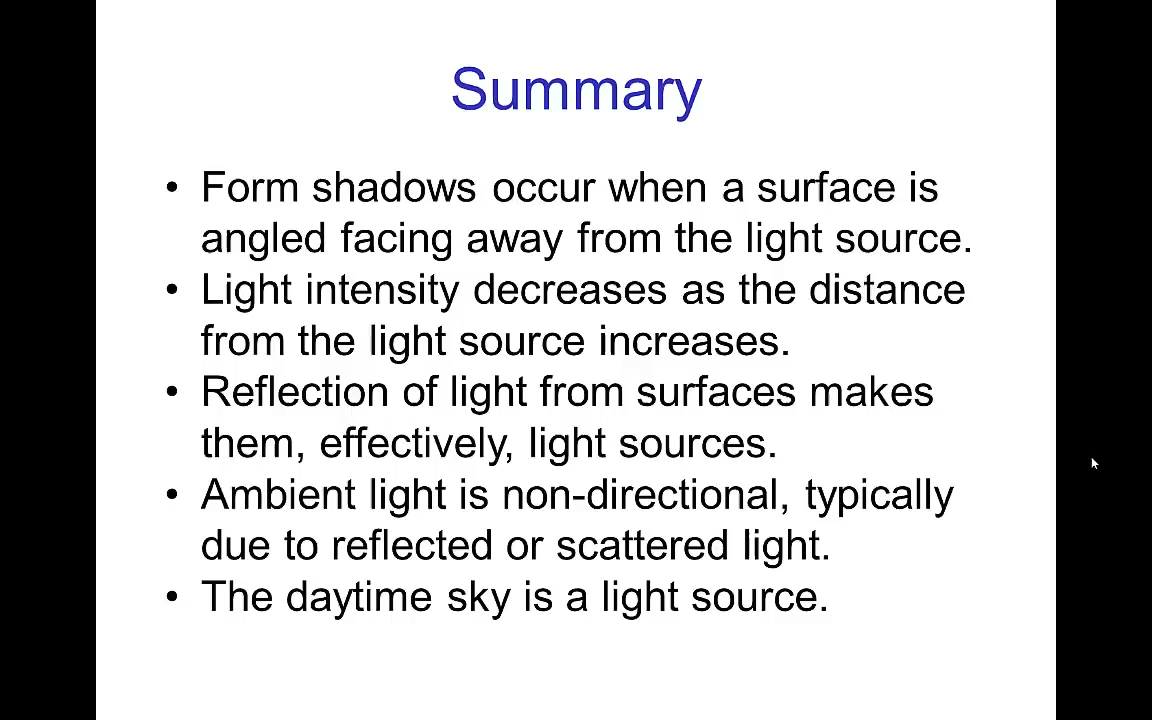 Summary
• Form shadows occur when a surface is
angled facing away from the light source.
• Light intensity decreases as the distance
from the light source increases.
• Reflection of light from surfaces makes
them, effectively, light sources.
• Ambient light is non-directional, typically
due to reflected or scattered light.
• The daytime sky is a light source.